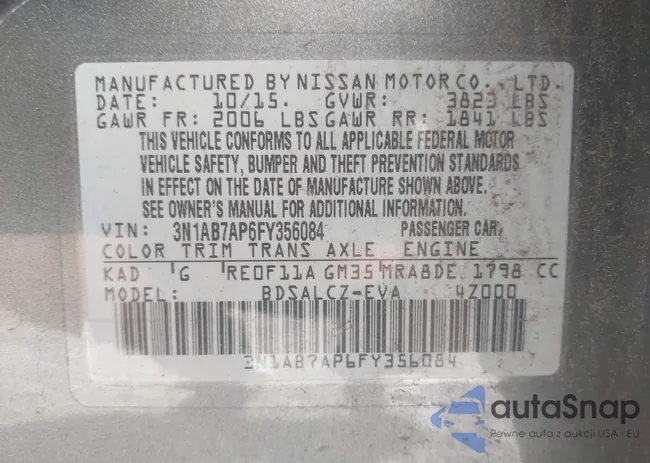 MANUFACTURED BY NISSAN MOTOR CO., LTD.
DATE: 10/15. GVWR: 3823 LBS
GAWR FR: 2006 LBS GAWR RR: 1841 LBS
THIS VEHICLE CONFORMS TO ALL APPLICABLE FEDERAL MOTOR
VEHICLE SAFETY, BUMPER AND THEFT PREVENTION STANDARDS
IN EFFECT ON THE DATE OF MANUFACTURE SHOWN ABOVE.
SEE OWNER'S MANUAL FOR ADDITIONAL INFORMATION.
VIN: 3N1AB7AP6FY356084 PASSENGER CAR
COLOR TRIM TRANS AXLE ENGINE
KAD G RE0F11A GM35 MRA8DE 1798 CC
MODEL: BDSALCZ-EVA 4Z000
3N1AB7AP6FY356084
autaSnap
Pewne auta z aukcji USA i EU